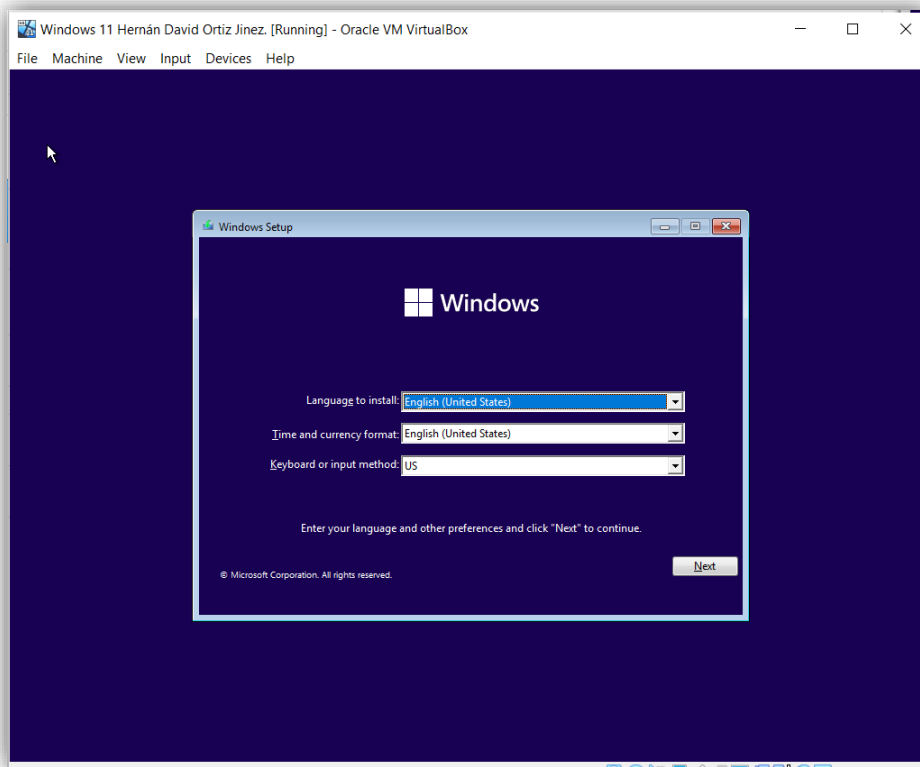 Windows 11 Hernán David Ortiz Jinez. [Running] - Oracle VM VirtualBox
File Machine View Input Devices Help
Windows Setup
Windows
Language to install: English (United States)
Time and currency format: English (United States)
Keyboard or input method: US
Enter your language and other preferences and click "Next" to continue.
Next
© Microsoft Corporation. All rights reserved.